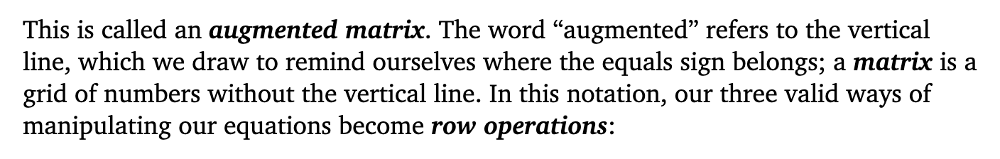 This is called an augmented matrix. The word “augmented” refers to the vertical
line, which we draw to remind ourselves where the equals sign belongs; a matrix is a
grid of numbers without the vertical line. In this notation, our three valid ways of
manipulating our equations become row operations: